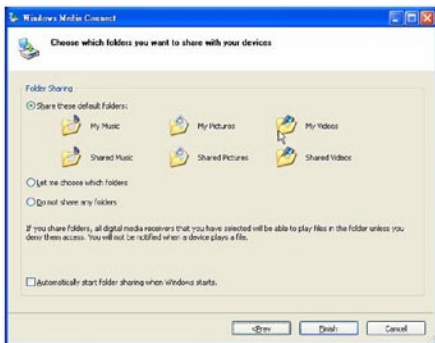 Windows Media Connect
Choose which folders you want to share with your devices
Folder Sharing
Share these default folders:
My Music My Pictures My Videos
Shared Music Shared Pictures Shared Videos
Let me choose which folders
Do not share any folders
If you share folders, all digital media receivers that you have selected will be able to play files in the folder unless you
deny them access. You will not be notified when a device plays a file.
Automatically start folder sharing when Windows starts.
<Prev Finish Cancel